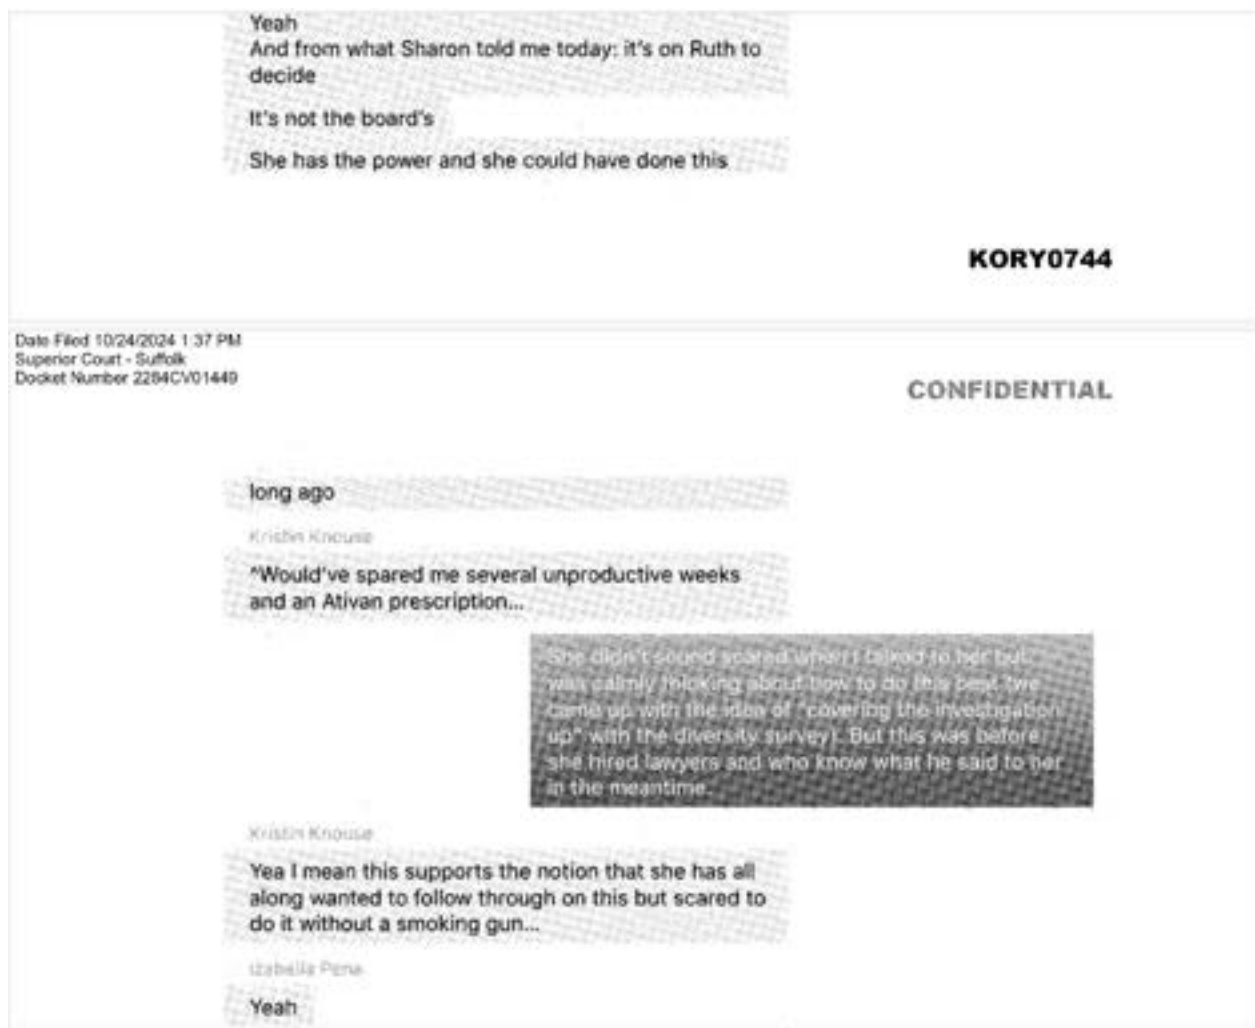 Yeah
And from what Sharon told me today: it's on Ruth to
decide
It's not the board's
She has the power and she could have done this
KORY0744
Date Filed 10/24/2024 1:37 PM
Superior Court - Suffolk
Docket Number 2284CV01449
CONFIDENTIAL
long ago
Kristin Knouse
^Would've spared me several unproductive weeks
and an Ativan prescription...
She didn't sound scared when I talked to her but
was calmly thinking about how to do this best (we
came up with the idea of "covering the investigation
up" with the diversity survey). But this was before
she hired lawyers and who know what he said to her
in the meantime.
Kristin Knouse
Yea I mean this supports the notion that she has all
along wanted to follow through on this but scared to
do it without a smoking gun...
Izabella Pena
Yeah